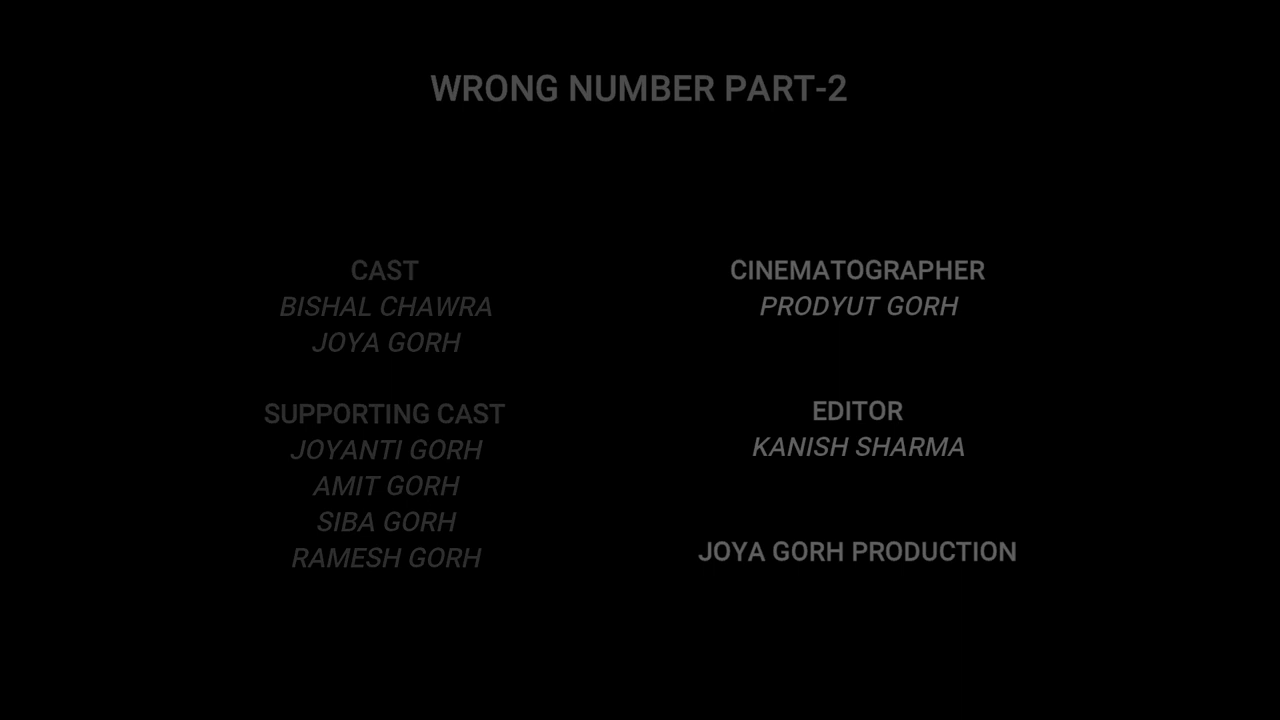 WRONG NUMBER PART-2
CAST
BISHAL CHAWRA
JOYA GORH
SUPPORTING CAST
JOYANTI GORH
AMIT GORH
SIBA GORH
RAMESH GORH
CINEMATOGRAPHER
PRODYUT GORH
EDITOR
KANISH SHARMA
JOYA GORH PRODUCTION